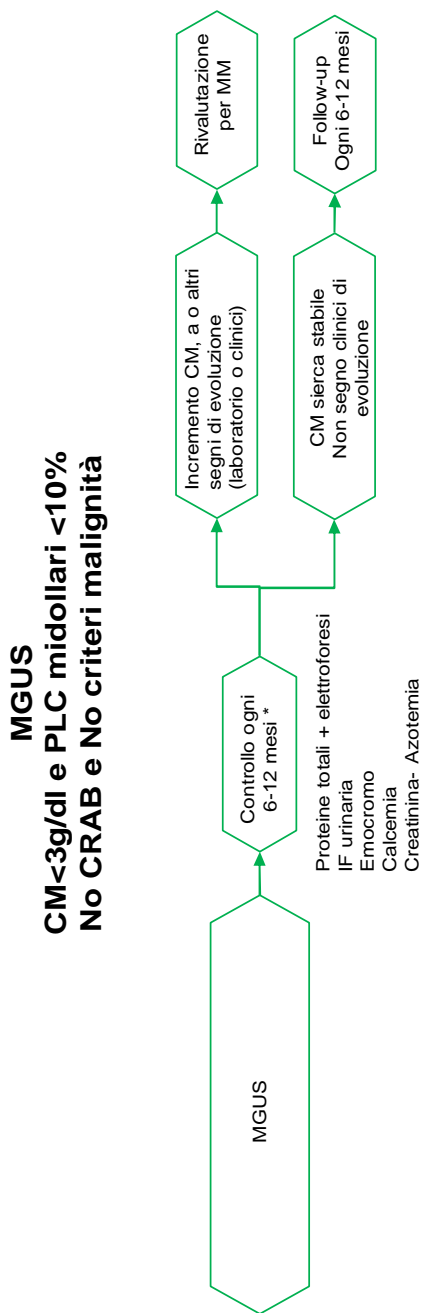 MGUS
CM<3g/dl e PLC midollari <10%
No CRAB e No criteri malignità
MGUS
Controllo ogni
6-12 mesi *
Proteine totali + elettroforesi
IF urinaria
Emocromo
Calcemia
Creatinina- Azotemia
Incremento CM, a o altri
segni di evoluzione
(laboratorio o clinici)
Rivalutazione
per MM
CM sierca stabile
Non segno clinici di
evoluzione
Follow-up
Ogni 6-12 mesi